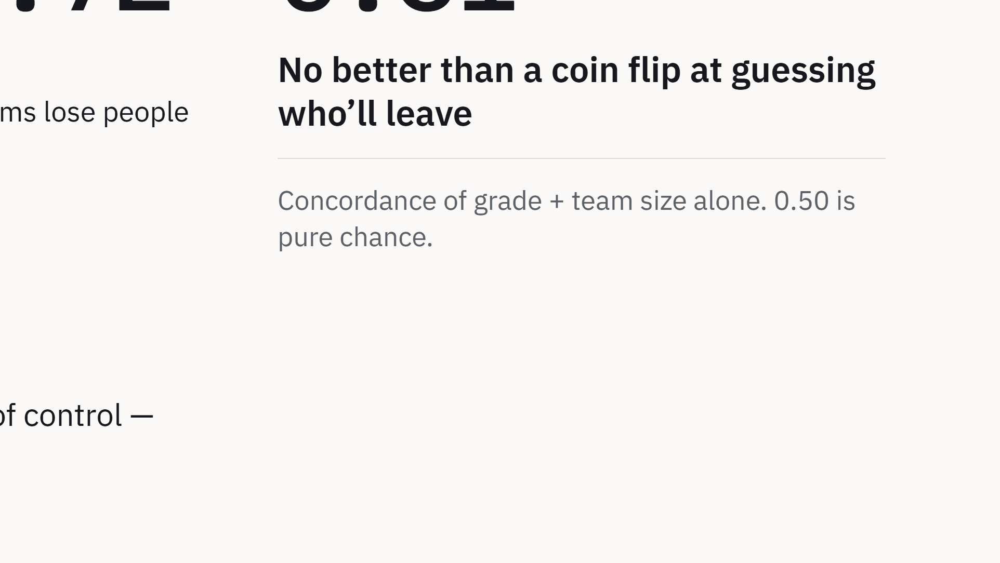 No better than a coin flip at guessing
who’ll leave
ms lose people
Concordance of grade + team size alone. 0.50 is
pure chance.
of control —